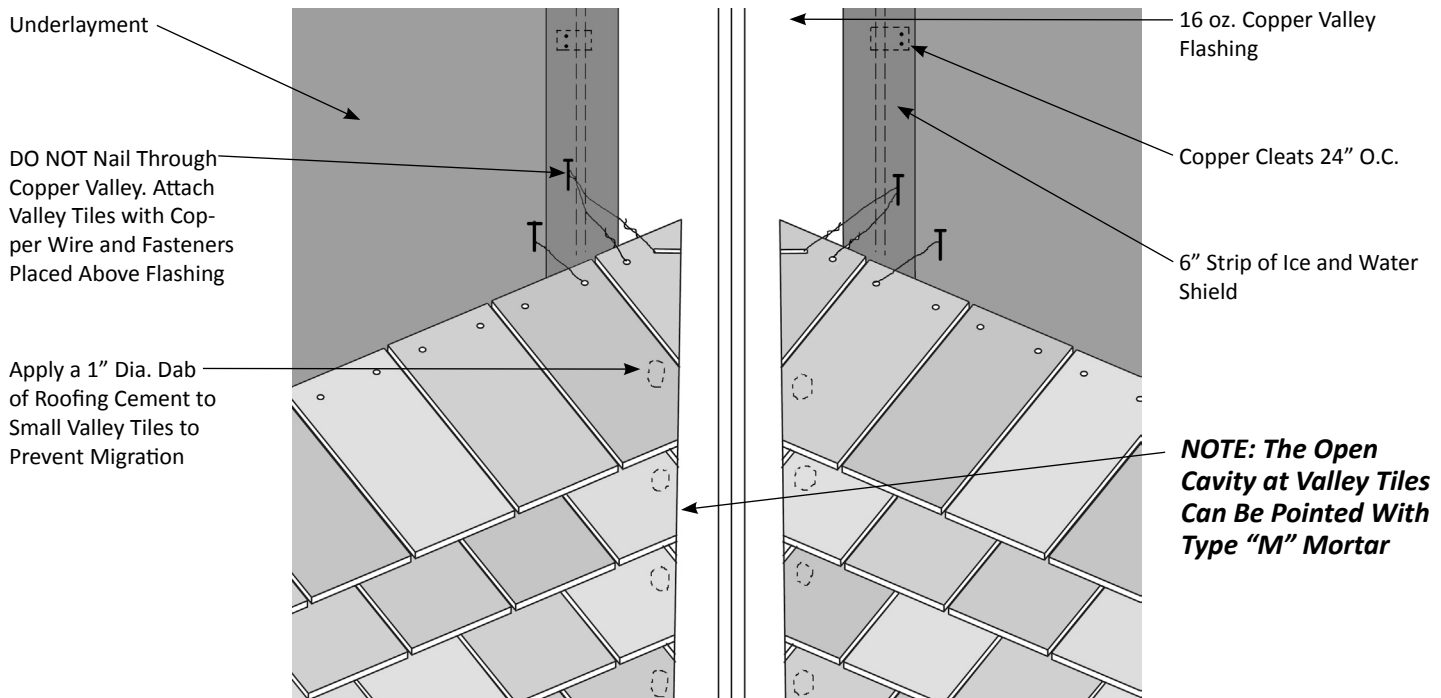 Underlayment
DO NOT Nail Through
Copper Valley. Attach
Valley Tiles with Cop-
per Wire and Fasteners
Placed Above Flashing
Apply a 1” Dia. Dab
of Roofing Cement to
Small Valley Tiles to
Prevent Migration
16 oz. Copper Valley
Flashing
Copper Cleats 24” O.C.
6” Strip of Ice and Water
Shield
NOTE: The Open
Cavity at Valley Tiles
Can Be Pointed With
Type “M” Mortar